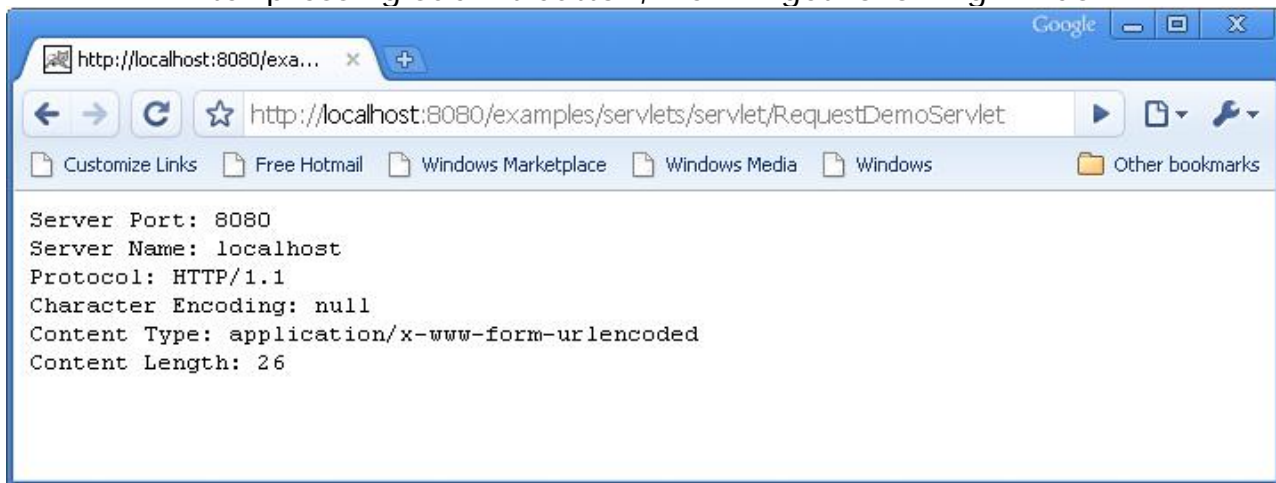 Google
http://localhost:8080/exa...
http://localhost:8080/examples/servlets/servlet/RequestDemoServlet
Customize Links Free Hotmail Windows Marketplace Windows Media Windows Other bookmarks
Server Port: 8080
Server Name: localhost
Protocol: HTTP/1.1
Character Encoding: null
Content Type: application/x-www-form-urlencoded
Content Length: 26